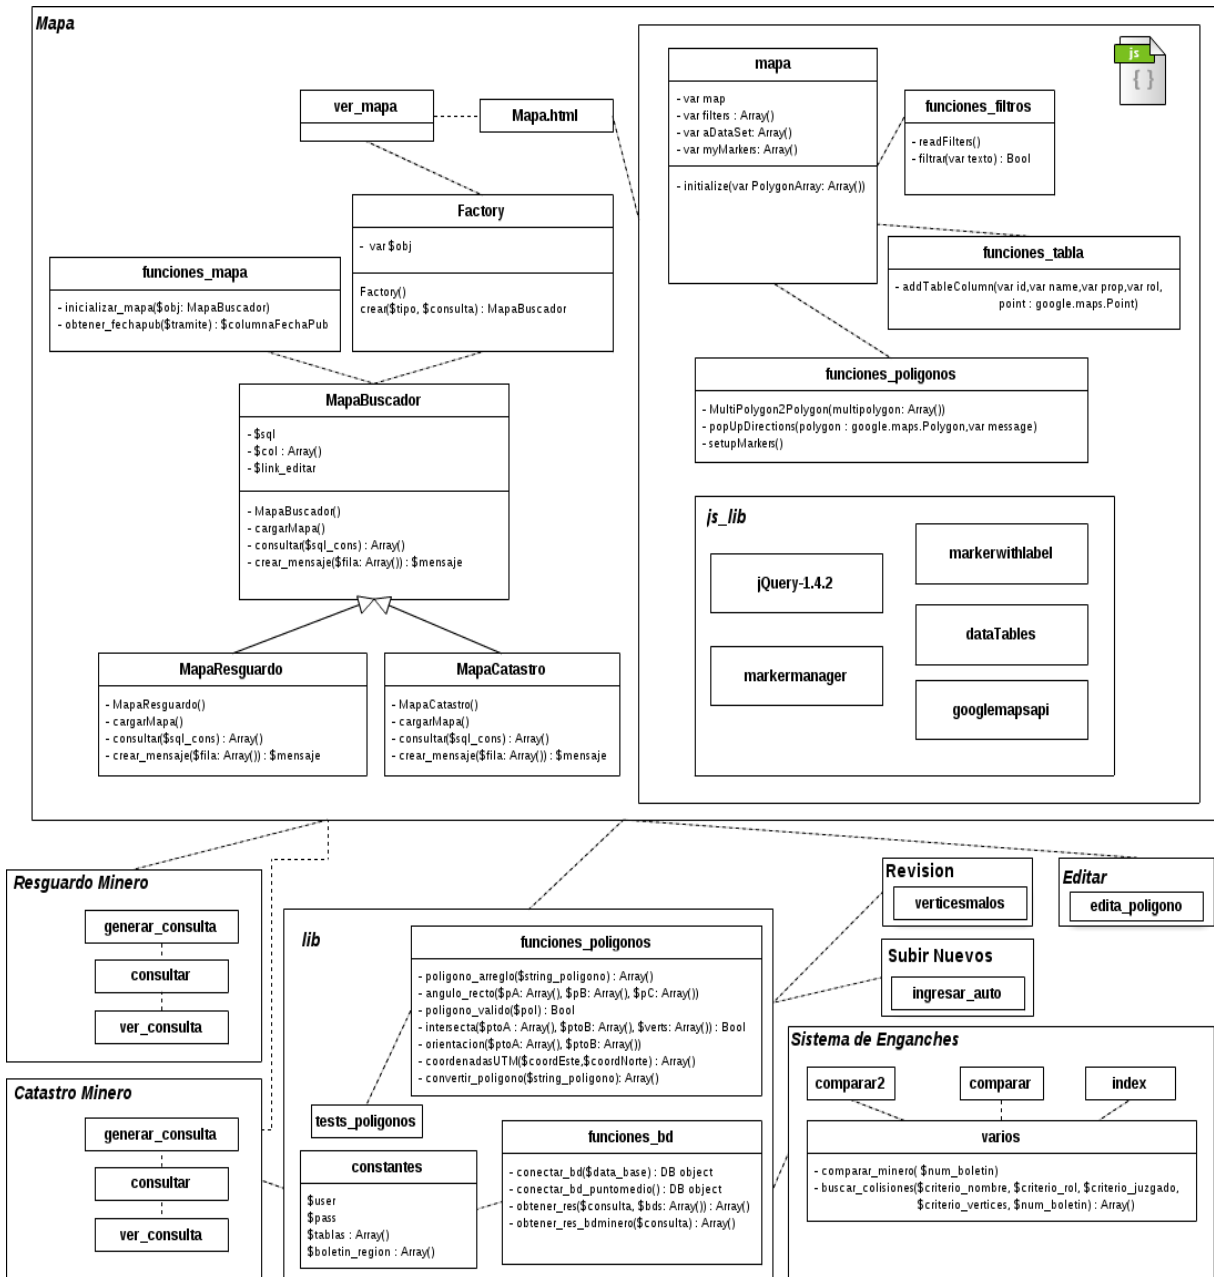 Mapa
ver_mapa
Mapa.html
Factory
- var $obj
Factory()
crear($tipo, $consulta) : MapaBuscador
funciones_mapa
- inicializar_mapa($obj: MapaBuscador)
- obtener_fechapub($tramite) : $columnaFechaPub
MapaBuscador
- $sql
- $col : Array()
- $link_editar
- MapaBuscador()
- cargarMapa()
- consultar($sql_cons) : Array()
- crear_mensaje($fila: Array()) : $mensaje
MapaResguardo
- MapaResguardo()
- cargarMapa()
- consultar($sql_cons) : Array()
- crear_mensaje($fila: Array()) : $mensaje
MapaCatastro
- MapaCatastro()
- cargarMapa()
- consultar($sql_cons) : Array()
- crear_mensaje($fila: Array()) : $mensaje
js
{ }
mapa
- var map
- var filters : Array()
- var aDataSet: Array()
- var myMarkers: Array()
- initialize(var PolygonArray: Array())
funciones_filtros
- readFilters()
- filtrar(var texto) : Bool
funciones_tabla
- addTableColumn(var id,var name,var prop,var rol,
point : google.maps.Point)
funciones_poligonos
- MultiPolygon2Polygon(multipolygon: Array())
- popUpDirections(polygon : google.maps.Polygon,var message)
- setupMarkers()
js_lib
jQuery-1.4.2
markermanager
markerwithlabel
dataTables
googlemapsapi
Resguardo Minero
generar_consulta
consultar
ver_consulta
Catastro Minero
generar_consulta
consultar
ver_consulta
lib
funciones_poligonos
- poligono_arreglo($string_poligono) : Array()
- angulo_recto($pA: Array(), $pB: Array(), $pC: Array())
- poligono_valido($pol) : Bool
- intersecta($ptoA : Array(), $ptoB: Array(), $verts: Array()) : Bool
- orientacion($ptoA: Array(), $ptoB: Array())
- coordenadasUTM($coordEste,$coordNorte) : Array()
- convertir_poligono($string_poligono): Array()
tests_poligonos
constantes
$user
$pass
$tablas : Array()
$boletin_region : Array()
funciones_bd
- conectar_bd($data_base) : DB object
- conectar_bd_puntomedio() : DB object
- obtener_res($consulta, $bds: Array()) : Array()
- obtener_res_bdminero($consulta) : Array()
Revision
verticesmalos
Editar
edita_poligono
Subir Nuevos
ingresar_auto
Sistema de Enganches
comparar2
comparar
index
varios
- comparar_minero( $num_boletin)
- buscar_colisiones($criterio_nombre, $criterio_rol, $criterio_juzgado,
$criterio_vertices, $num_boletin) : Array()